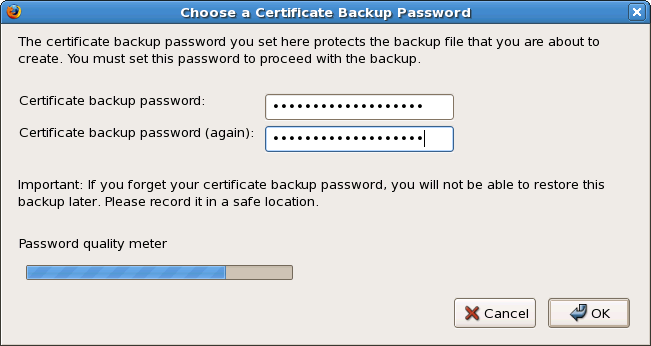 Choose a Certificate Backup Password
The certificate backup password you set here protects the backup file that you are about to
create. You must set this password to proceed with the backup.
Certificate backup password:
Certificate backup password (again):
Important: If you forget your certificate backup password, you will not be able to restore this
backup later. Please record it in a safe location.
Password quality meter
Cancel
OK